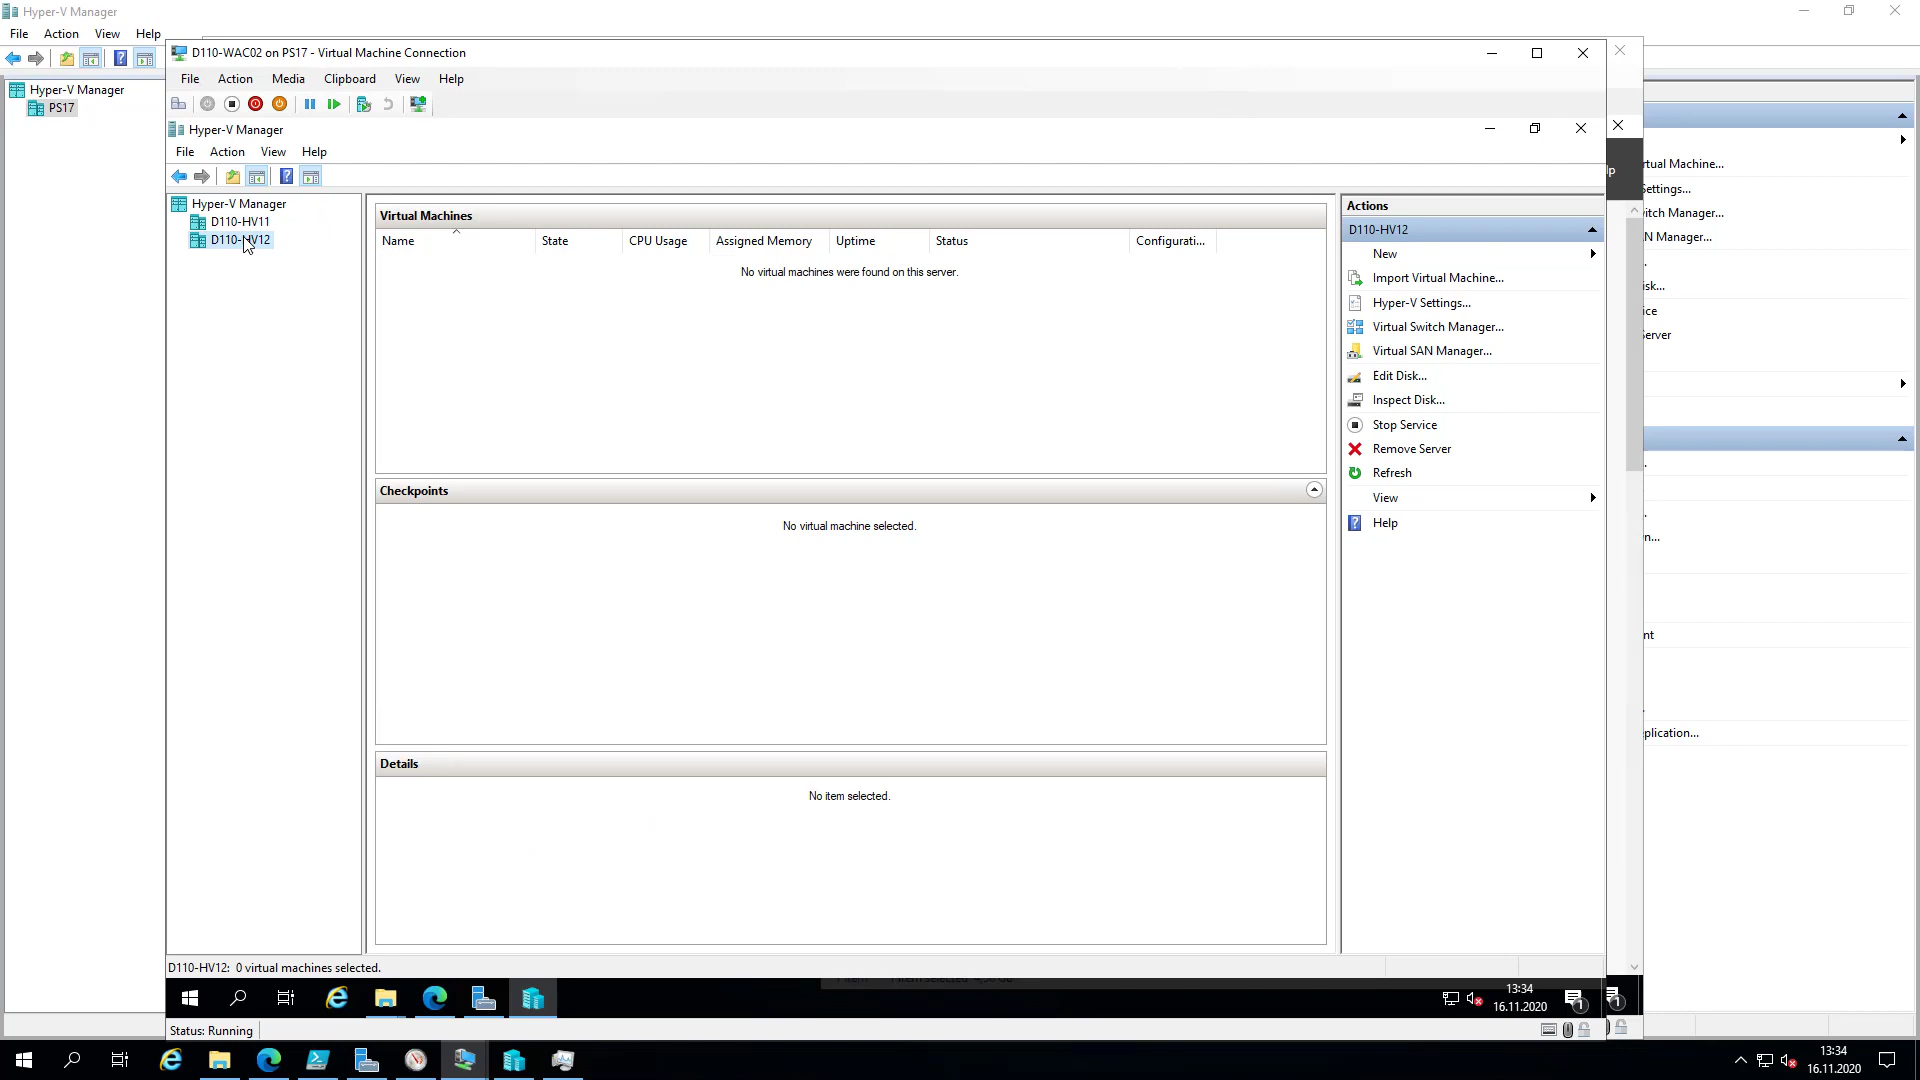 Hyper-V Manager
File Action View Help
Hyper-V Manager
PS17
D110-WAC02 on PS17 - Virtual Machine Connection
File Action Media Clipboard View Help
Hyper-V Manager
File Action View Help
Hyper-V Manager
D110-HV11
D110-HV12
Virtual Machines
Name State CPU Usage Assigned Memory Uptime Status Configurati...
No virtual machines were found on this server.
Checkpoints
No virtual machine selected.
Details
No item selected.
Actions
D110-HV12
New
Import Virtual Machine...
Hyper-V Settings...
Virtual Switch Manager...
Virtual SAN Manager...
Edit Disk...
Inspect Disk...
Stop Service
Remove Server
Refresh
View
Help
lp
rtual Machine...
ettings...
itch Manager...
N Manager...
isk...
ice
Server
n...
nt
plication...
D110-HV12: 0 virtual machines selected.
13:34
16.11.2020
1
1
Status: Running
13:34
16.11.2020